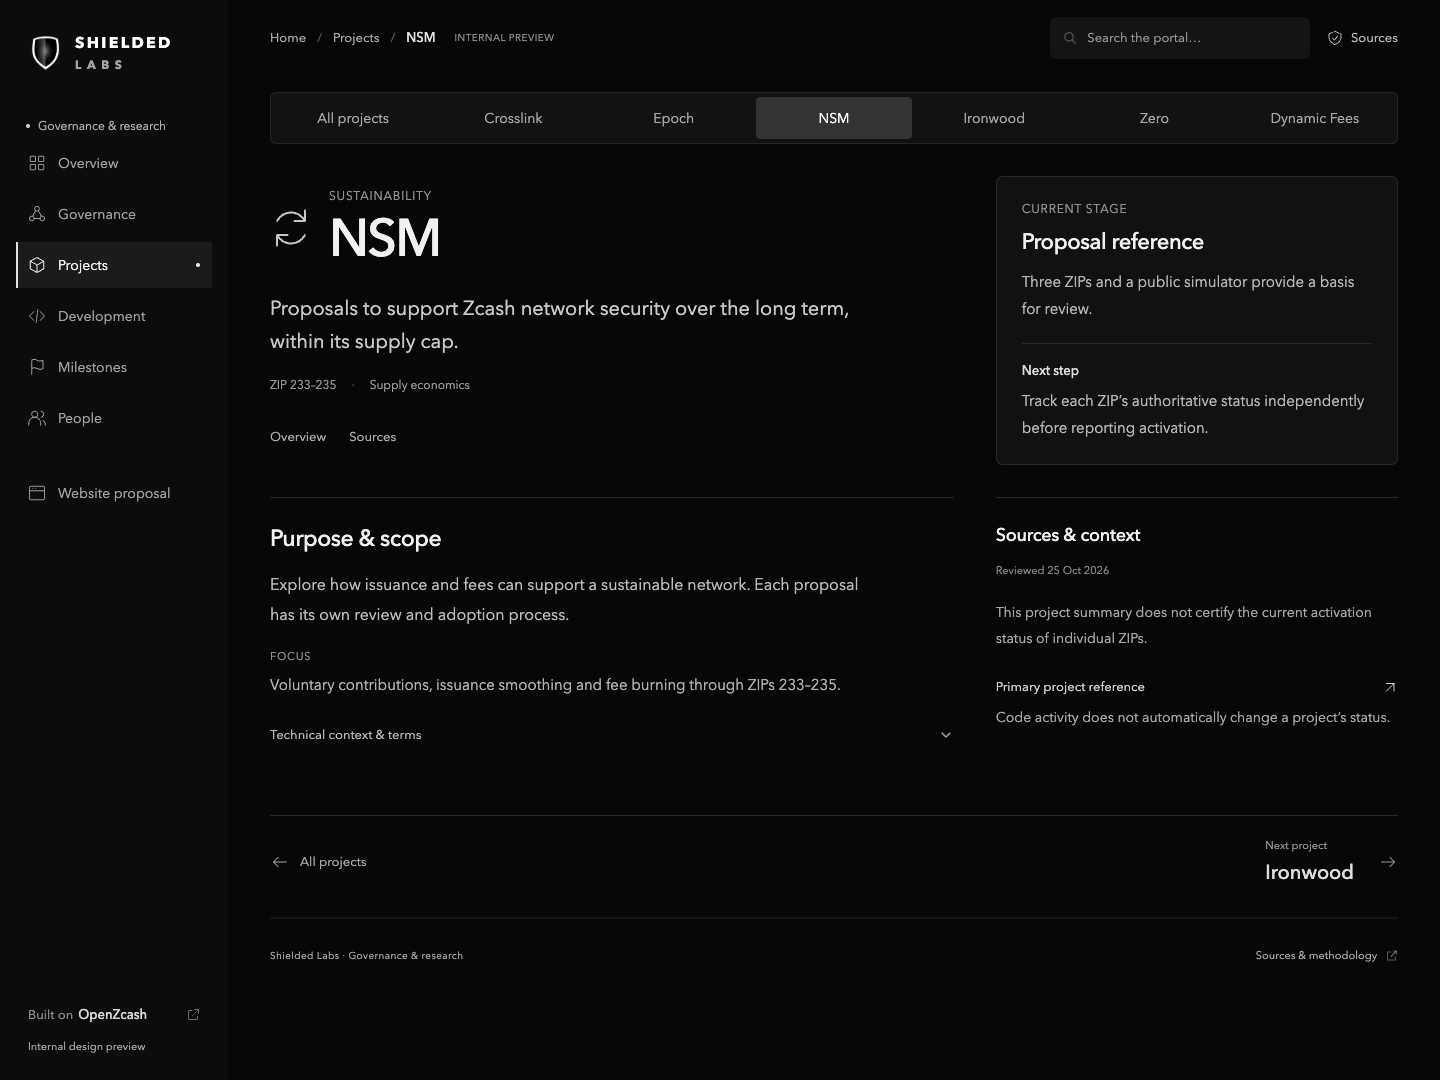 SHIELDED
LABS
Governance & research
Overview
Governance
Projects
Development
Milestones
People
Website proposal
Built on OpenZcash
Internal design preview
Home / Projects / NSM INTERNAL PREVIEW
Search the portal…
Sources
All projects
Crosslink
Epoch
NSM
Ironwood
Zero
Dynamic Fees
SUSTAINABILITY
NSM
Proposals to support Zcash network security over the long term,
within its supply cap.
ZIP 233–235 · Supply economics
Overview
Sources
CURRENT STAGE
Proposal reference
Three ZIPs and a public simulator provide a basis
for review.
Next step
Track each ZIP’s authoritative status independently
before reporting activation.
Purpose & scope
Explore how issuance and fees can support a sustainable network. Each proposal
has its own review and adoption process.
FOCUS
Voluntary contributions, issuance smoothing and fee burning through ZIPs 233–235.
Technical context & terms
Sources & context
Reviewed 25 Oct 2026
This project summary does not certify the current activation
status of individual ZIPs.
Primary project reference
Code activity does not automatically change a project’s status.
All projects
Next project
Ironwood
Shielded Labs · Governance & research
Sources & methodology